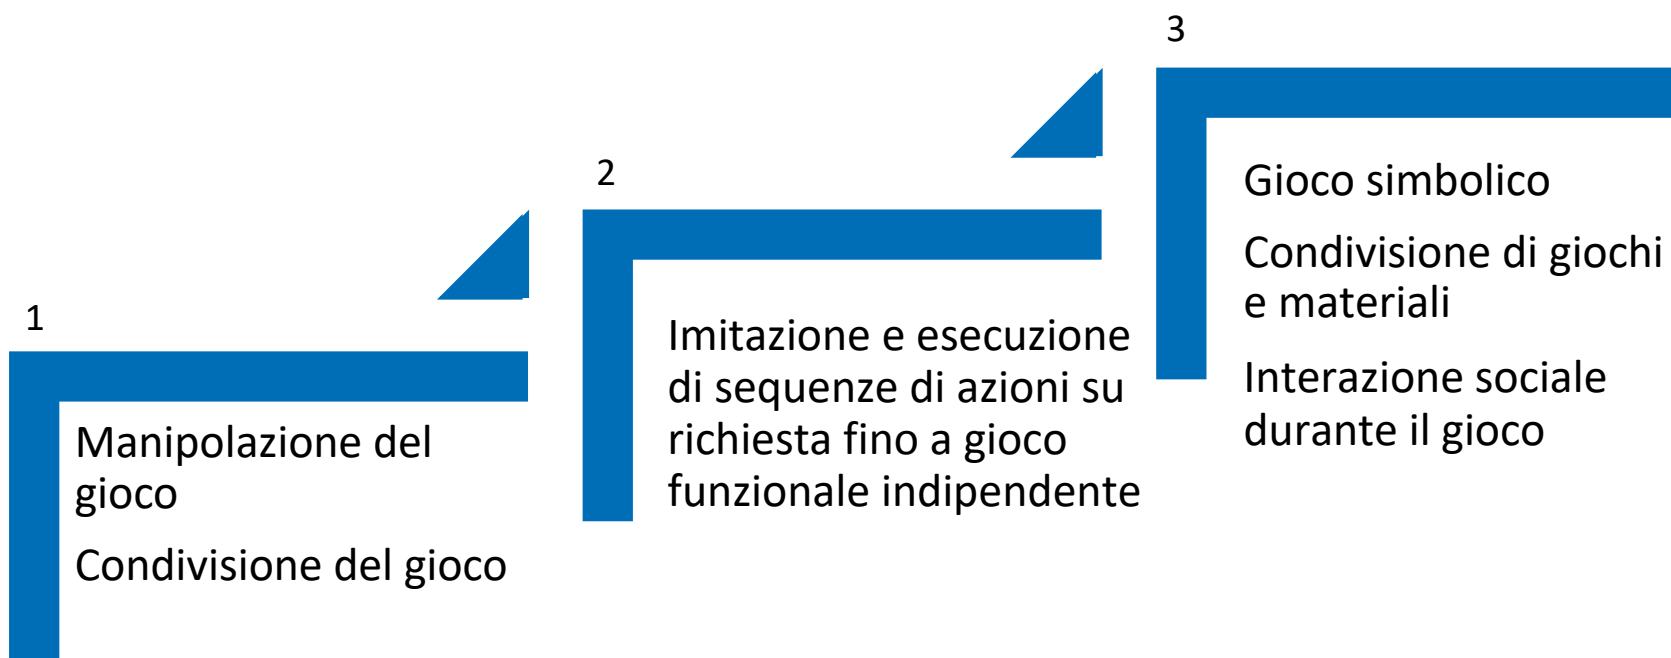 1
Manipolazione del
gioco
Condivisione del gioco
2
Imitazione e esecuzione
di sequenze di azioni su
richiesta fino a gioco
funzionale indipendente
3
Gioco simbolico
Condivisione di giochi
e materiali
Interazione sociale
durante il gioco